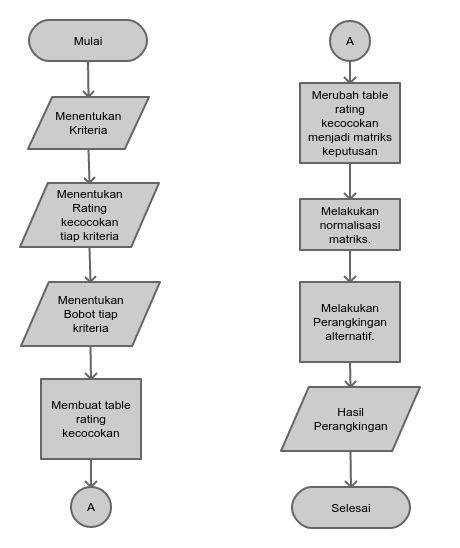 Mulai
Menentukan
Kriteria
Menentukan
Rating
kecocokan
tiap kriteria
Menentukan
Bobot tiap
kriteria
Membuat table
rating
kecocokan
A
A
Merubah table
rating
kecocokan
menjadi matriks
keputusan
Melakukan
normalisasi
matriks.
Melakukan
Perangkingan
alternatif.
Hasil
Perangkingan
Selesai